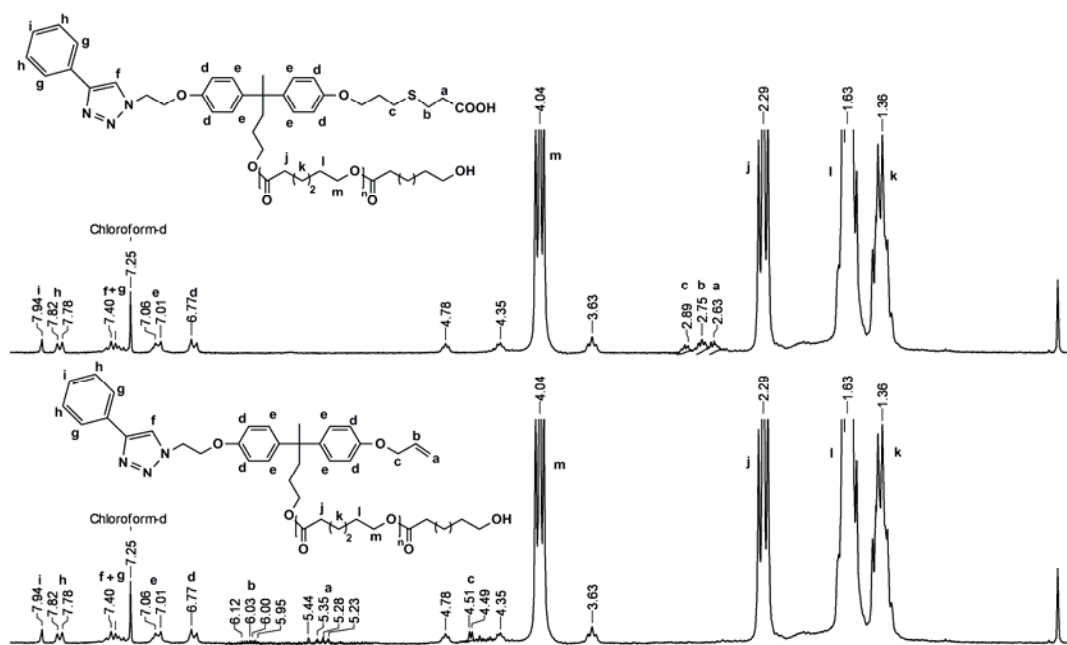 h
i
g
h
g
f
N
N
N
O
d
e
d
e
e
d
e
d
O
c
S
b
a
COOH
O
j
k
2
l
m
O
O
n
O
OH
Chloroform-d
7.25
i
7.94
h
7.82
7.78
f+g
7.40
e
7.06
7.01
6.77
d
4.78
4.35
4.04
m
3.63
c
2.89
b
2.75
a
2.63
2.29
j
1.63
l
1.36
k
h
i
g
h
g
f
N
N
N
O
d
e
d
e
e
d
e
d
O
c
b
a
O
j
k
2
l
m
O
O
n
O
OH
Chloroform-d
7.25
i
7.94
h
7.82
7.78
f + g
7.40
e
7.06
7.01
d
6.77
b
6.12
6.03
6.00
5.95
a
5.44
5.35
5.28
5.23
4.78
c
4.51
4.49
4.35
4.04
m
3.63
2.29
j
1.63
l
1.36
k